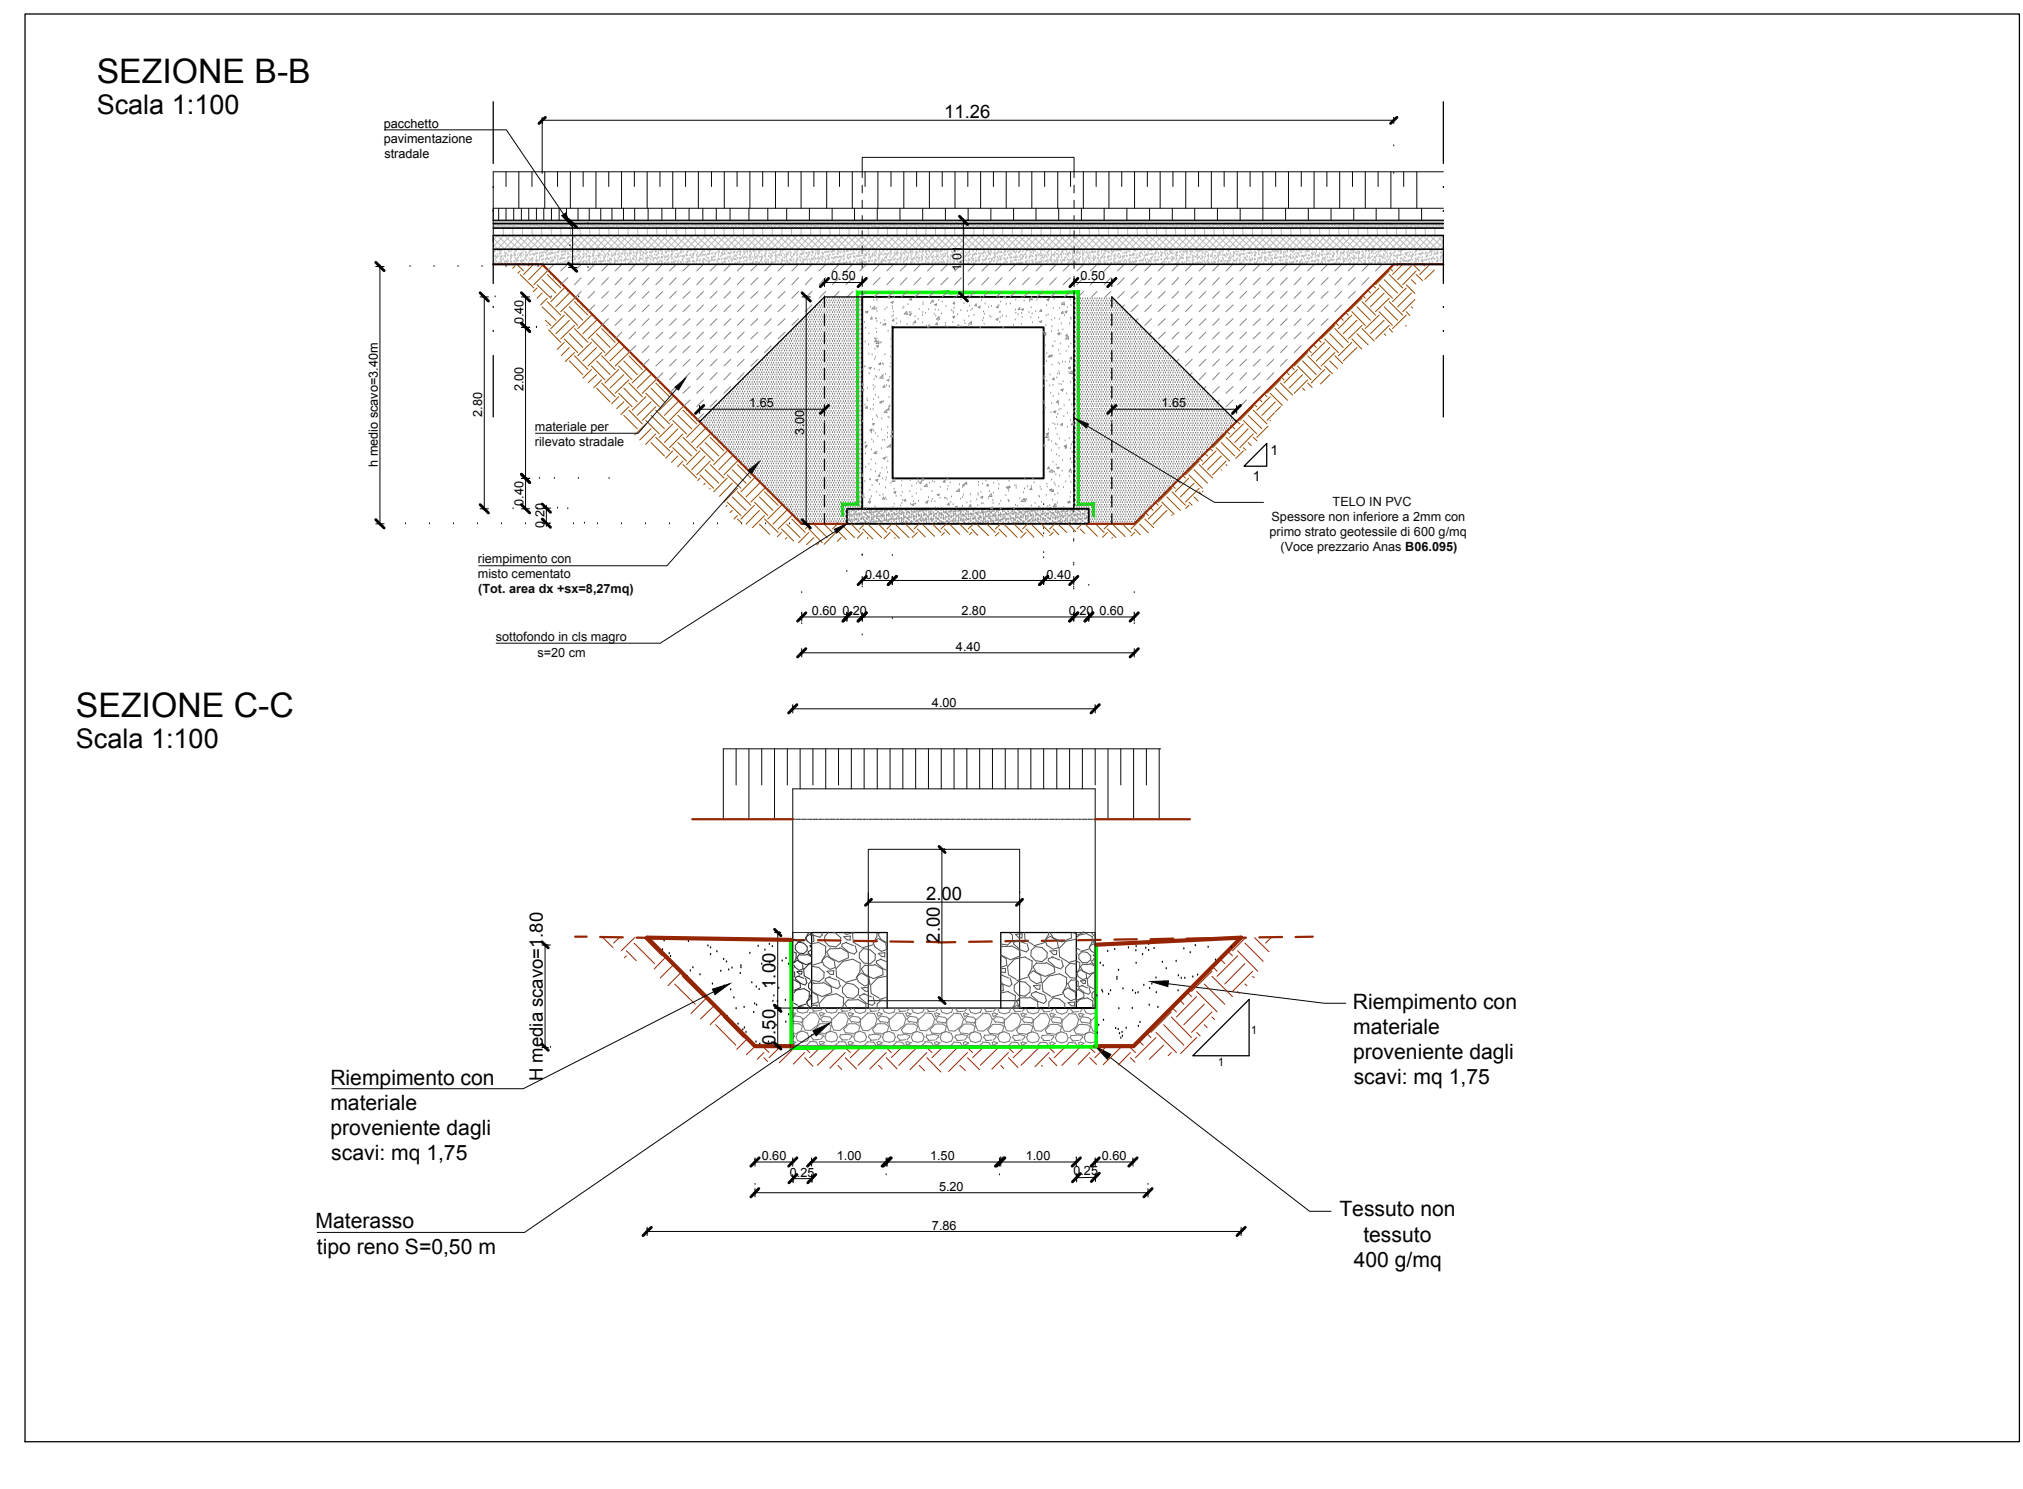 SEZIONE B-B
Scala 1:100
11.26
pacchetto
pavimentazione
stradale
1.01
0.50
0.50
h medio scavo=3.40m
2.80
0.40
2.00
0.40
0.20
3.00
1.65
1.65
materiale per
rilevato stradale
1
1
TELO IN PVC
Spessore non inferiore a 2mm con
primo strato geotessile di 600 g/mq
(Voce prezzario Anas B06.095)
riempimento con
misto cementato
(Tot. area dx +sx=8,27mq)
0.40
2.00
0.40
0.60
0.20
2.80
0.20
0.60
sottofondo in cls magro
s=20 cm
4.40
SEZIONE C-C
Scala 1:100
4.00
2.00
2.00
H media scavo=1.80
1.00
0.50
1
1
Riempimento con
materiale
proveniente dagli
scavi: mq 1,75
Riempimento con
materiale
proveniente dagli
scavi: mq 1,75
0.60
1.00
1.50
1.00
0.60
0.25
0.25
5.20
7.86
Materasso
tipo reno S=0,50 m
Tessuto non
tessuto
400 g/mq